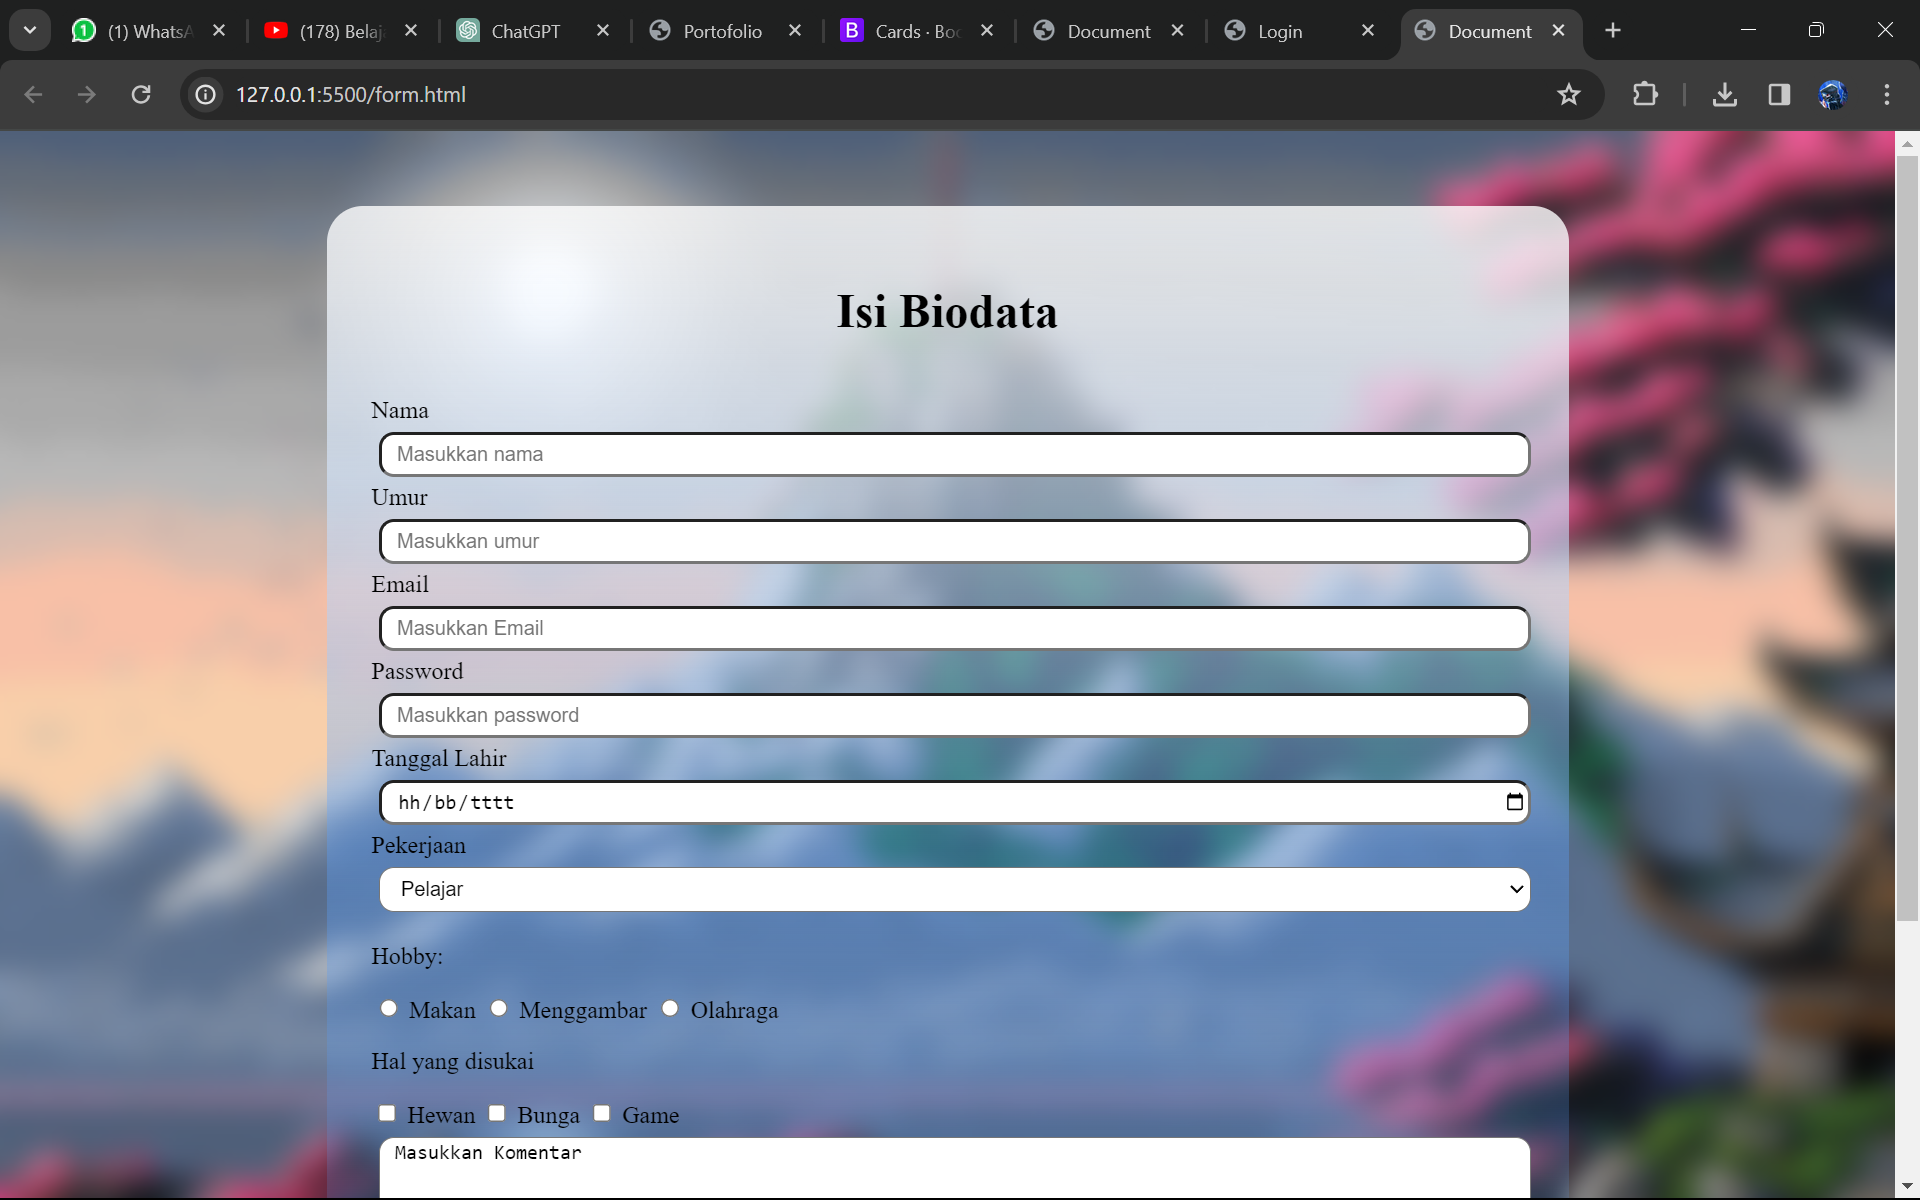 (1) WhatsA
(178) Belaja
ChatGPT
Portofolio
Cards · Boo
Document
Login
Document
127.0.0.1:5500/form.html
Isi Biodata
Nama
Masukkan nama
Umur
Masukkan umur
Email
Masukkan Email
Password
Masukkan password
Tanggal Lahir
hh/bb/tttt
Pekerjaan
Pelajar
Hobby:
Makan Menggambar Olahraga
Hal yang disukai
Hewan Bunga Game
Masukkan Komentar